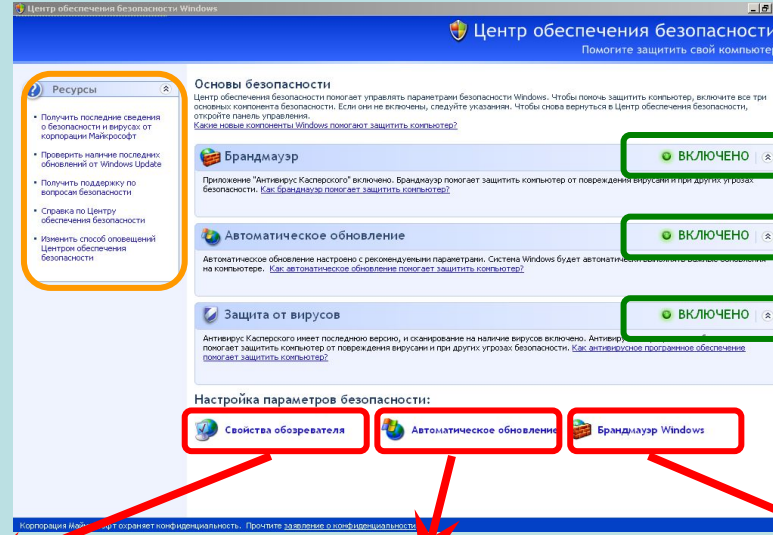 Центр обеспечения безопасности Windows
Центр обеспечения безопасности
Помогите защитить свой компьютер
Ресурсы
Получить последние сведения
о безопасности и вирусах от
корпорации Майкрософт
Проверить наличие последних
обновлений от Windows Update
Получить поддержку по
вопросам безопасности
Справка по Центру
обеспечения безопасности
Изменить способ оповещений
Центром обеспечения
безопасности
Основы безопасности
Центр обеспечения безопасности помогает управлять параметрами безопасности Windows. Чтобы помочь защитить компьютер, включите все три
основных компонента безопасности. Если они не включены, следуйте указаниям. Чтобы снова вернуться в Центр обеспечения безопасности,
откройте панель управления.
Какие новые компоненты Windows помогают защитить компьютер?
Брандмауэр ВКЛЮЧЕНО
Приложение "Антивирус Касперского" включено. Брандмауэр помогает защитить компьютер от повреждения вирусами и при других угрозах
безопасности. Как брандмауэр помогает защитить компьютер?
Автоматическое обновление ВКЛЮЧЕНО
Автоматическое обновление настроено с рекомендуемыми параметрами. Система Windows будет автоматически выполнять важные обновления
на компьютере. Как автоматическое обновление помогает защитить компьютер?
Защита от вирусов ВКЛЮЧЕНО
Антивирус Касперского имеет последнюю версию, и сканирование на наличие вирусов включено.
помогает защитить компьютер от повреждения вирусами и при других угрозах безопасности. Как антивирусное программное обеспечение
помогает защитить компьютер?
Настройка параметров безопасности:
Свойства обозревателя Автоматическое обновление Брандмауэр Windows
Корпорация охраняет конфиденциальность. Прочтите заявление о конфиденциальности